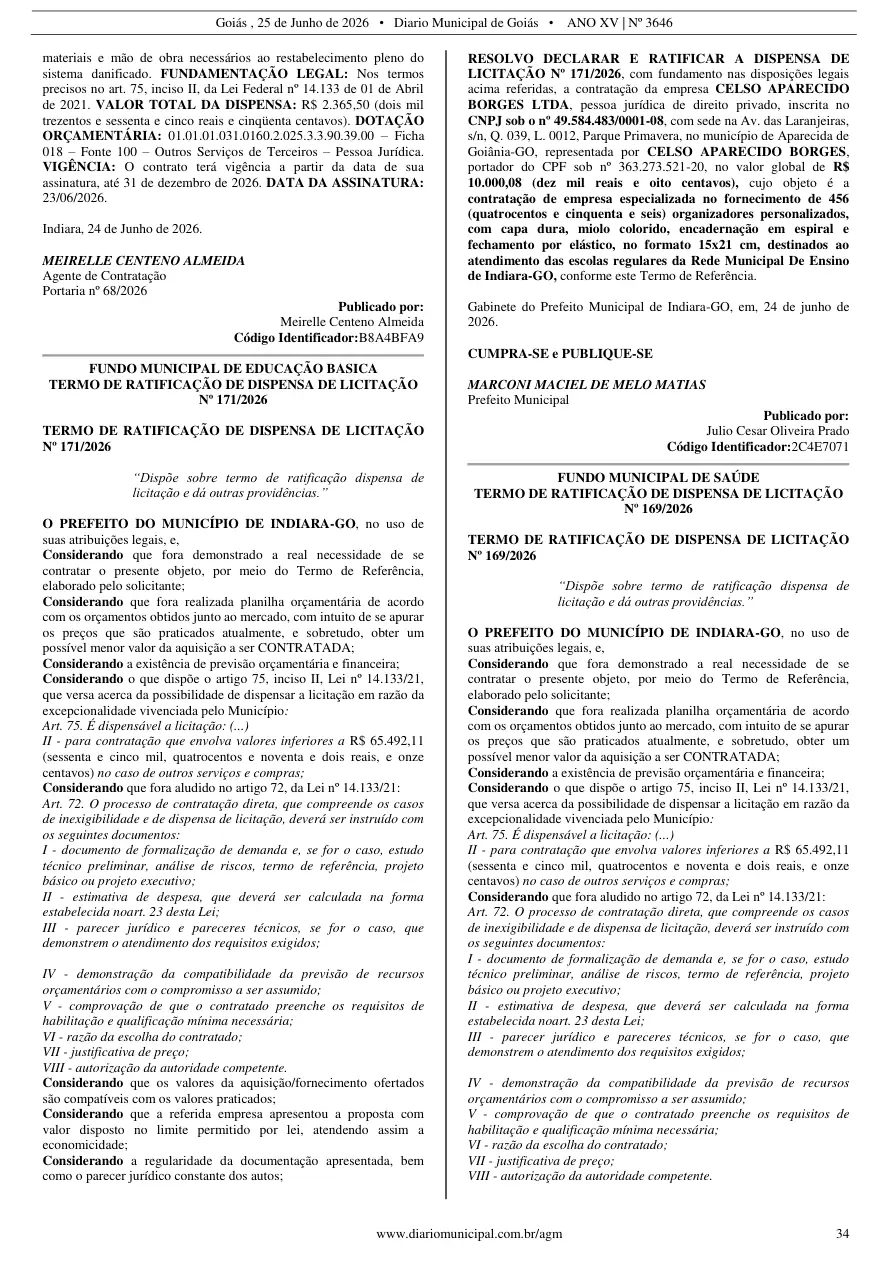 Goiás , 25 de Junho de 2026 • Diario Municipal de Goiás • ANO XV | Nº 3646
materiais e mão de obra necessários ao restabelecimento pleno do
sistema danificado. FUNDAMENTAÇÃO LEGAL: Nos termos
precisos no art. 75, inciso II, da Lei Federal nº 14.133 de 01 de Abril
de 2021. VALOR TOTAL DA DISPENSA: R$ 2.365,50 (dois mil
trezentos e sessenta e cinco reais e cinqüenta centavos). DOTAÇÃO
ORÇAMENTÁRIA: 01.01.01.031.0160.2.025.3.3.90.39.00 – Ficha
018 – Fonte 100 – Outros Serviços de Terceiros – Pessoa Jurídica.
VIGÊNCIA: O contrato terá vigência a partir da data de sua
assinatura, até 31 de dezembro de 2026. DATA DA ASSINATURA:
23/06/2026.
Indiara, 24 de Junho de 2026.
MEIRELLE CENTENO ALMEIDA
Agente de Contratação
Portaria nº 68/2026
Publicado por:
Meirelle Centeno Almeida
Código Identificador:B8A4BFA9
FUNDO MUNICIPAL DE EDUCAÇÃO BASICA
TERMO DE RATIFICAÇÃO DE DISPENSA DE LICITAÇÃO
Nº 171/2026
TERMO DE RATIFICAÇÃO DE DISPENSA DE LICITAÇÃO
Nº 171/2026
“Dispõe sobre termo de ratificação dispensa de
licitação e dá outras providências.”
O PREFEITO DO MUNICÍPIO DE INDIARA-GO, no uso de
suas atribuições legais, e,
Considerando que fora demonstrado a real necessidade de se
contratar o presente objeto, por meio do Termo de Referência,
elaborado pelo solicitante;
Considerando que fora realizada planilha orçamentária de acordo
com os orçamentos obtidos junto ao mercado, com intuito de se apurar
os preços que são praticados atualmente, e sobretudo, obter um
possível menor valor da aquisição a ser CONTRATADA;
Considerando a existência de previsão orçamentária e financeira;
Considerando o que dispõe o artigo 75, inciso II, Lei nº 14.133/21,
que versa acerca da possibilidade de dispensar a licitação em razão da
excepcionalidade vivenciada pelo Município:
Art. 75. É dispensável a licitação: (...)
II - para contratação que envolva valores inferiores a R$ 65.492,11
(sessenta e cinco mil, quatrocentos e noventa e dois reais, e onze
centavos) no caso de outros serviços e compras;
Considerando que fora aludido no artigo 72, da Lei nº 14.133/21:
Art. 72. O processo de contratação direta, que compreende os casos
de inexigibilidade e de dispensa de licitação, deverá ser instruído com
os seguintes documentos:
I - documento de formalização de demanda e, se for o caso, estudo
técnico preliminar, análise de riscos, termo de referência, projeto
básico ou projeto executivo;
II - estimativa de despesa, que deverá ser calculada na forma
estabelecida noart. 23 desta Lei;
III - parecer jurídico e pareceres técnicos, se for o caso, que
demonstrem o atendimento dos requisitos exigidos;
IV - demonstração da compatibilidade da previsão de recursos
orçamentários com o compromisso a ser assumido;
V - comprovação de que o contratado preenche os requisitos de
habilitação e qualificação mínima necessária;
VI - razão da escolha do contratado;
VII - justificativa de preço;
VIII - autorização da autoridade competente.
Considerando que os valores da aquisição/fornecimento ofertados
são compatíveis com os valores praticados;
Considerando que a referida empresa apresentou a proposta com
valor disposto no limite permitido por lei, atendendo assim a
economicidade;
Considerando a regularidade da documentação apresentada, bem
como o parecer jurídico constante dos autos;
RESOLVO DECLARAR E RATIFICAR A DISPENSA DE
LICITAÇÃO Nº 171/2026, com fundamento nas disposições legais
acima referidas, a contratação da empresa CELSO APARECIDO
BORGES LTDA, pessoa jurídica de direito privado, inscrita no
CNPJ sob o nº 49.584.483/0001-08, com sede na Av. das Laranjeiras,
s/n, Q. 039, L. 0012, Parque Primavera, no município de Aparecida de
Goiânia-GO, representada por CELSO APARECIDO BORGES,
portador do CPF sob nº 363.273.521-20, no valor global de R$
10.000,08 (dez mil reais e oito centavos), cujo objeto é a
contratação de empresa especializada no fornecimento de 456
(quatrocentos e cinquenta e seis) organizadores personalizados,
com capa dura, miolo colorido, encadernação em espiral e
fechamento por elástico, no formato 15x21 cm, destinados ao
atendimento das escolas regulares da Rede Municipal De Ensino
de Indiara-GO, conforme este Termo de Referência.
Gabinete do Prefeito Municipal de Indiara-GO, em, 24 de junho de
2026.
CUMPRA-SE e PUBLIQUE-SE
MARCONI MACIEL DE MELO MATIAS
Prefeito Municipal
Publicado por:
Julio Cesar Oliveira Prado
Código Identificador:2C4E7071
FUNDO MUNICIPAL DE SAÚDE
TERMO DE RATIFICAÇÃO DE DISPENSA DE LICITAÇÃO
Nº 169/2026
TERMO DE RATIFICAÇÃO DE DISPENSA DE LICITAÇÃO
Nº 169/2026
“Dispõe sobre termo de ratificação dispensa de
licitação e dá outras providências.”
O PREFEITO DO MUNICÍPIO DE INDIARA-GO, no uso de
suas atribuições legais, e,
Considerando que fora demonstrado a real necessidade de se
contratar o presente objeto, por meio do Termo de Referência,
elaborado pelo solicitante;
Considerando que fora realizada planilha orçamentária de acordo
com os orçamentos obtidos junto ao mercado, com intuito de se apurar
os preços que são praticados atualmente, e sobretudo, obter um
possível menor valor da aquisição a ser CONTRATADA;
Considerando a existência de previsão orçamentária e financeira;
Considerando o que dispõe o artigo 75, inciso II, Lei nº 14.133/21,
que versa acerca da possibilidade de dispensar a licitação em razão da
excepcionalidade vivenciada pelo Município:
Art. 75. É dispensável a licitação: (...)
II - para contratação que envolva valores inferiores a R$ 65.492,11
(sessenta e cinco mil, quatrocentos e noventa e dois reais, e onze
centavos) no caso de outros serviços e compras;
Considerando que fora aludido no artigo 72, da Lei nº 14.133/21:
Art. 72. O processo de contratação direta, que compreende os casos
de inexigibilidade e de dispensa de licitação, deverá ser instruído com
os seguintes documentos:
I - documento de formalização de demanda e, se for o caso, estudo
técnico preliminar, análise de riscos, termo de referência, projeto
básico ou projeto executivo;
II - estimativa de despesa, que deverá ser calculada na forma
estabelecida noart. 23 desta Lei;
III - parecer jurídico e pareceres técnicos, se for o caso, que
demonstrem o atendimento dos requisitos exigidos;
IV - demonstração da compatibilidade da previsão de recursos
orçamentários com o compromisso a ser assumido;
V - comprovação de que o contratado preenche os requisitos de
habilitação e qualificação mínima necessária;
VI - razão da escolha do contratado;
VII - justificativa de preço;
VIII - autorização da autoridade competente.
www.diariomunicipal.com.br/agm
34